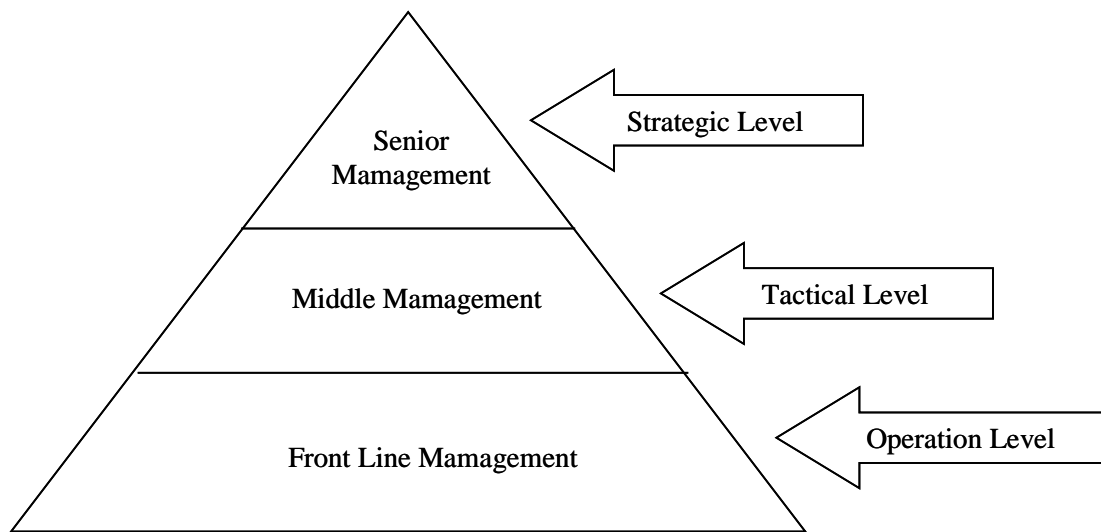 Senior
Mamagement
Strategic Level
Middle Mamagement
Tactical Level
Front Line Mamagement
Operation Level